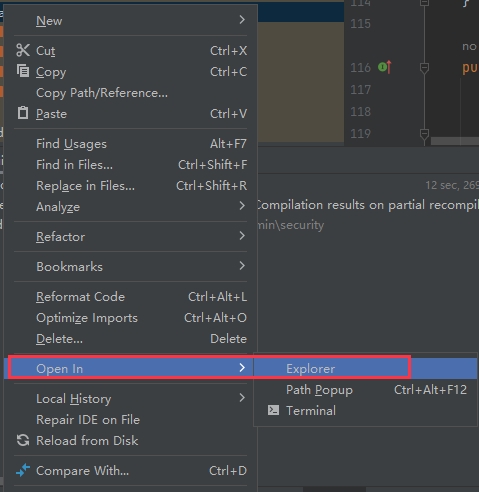 New
Cut Ctrl+X
Copy Ctrl+C
Copy Path/Reference...
Paste Ctrl+V
Find Usages Alt+F7
Find in Files... Ctrl+Shift+F
Replace in Files... Ctrl+Shift+R
Analyze
Refactor
Bookmarks
Reformat Code Ctrl+Alt+L
Optimize Imports Ctrl+Alt+O
Delete... Delete
Open In
Local History
Repair IDE on File
Reload from Disk
Compare With... Ctrl+D
Explorer
Path Popup Ctrl+Alt+F12
Terminal
114 }
115
no
116 pu
117
118
119
12 sec, 269
Compilation results on partial recompil
min\security